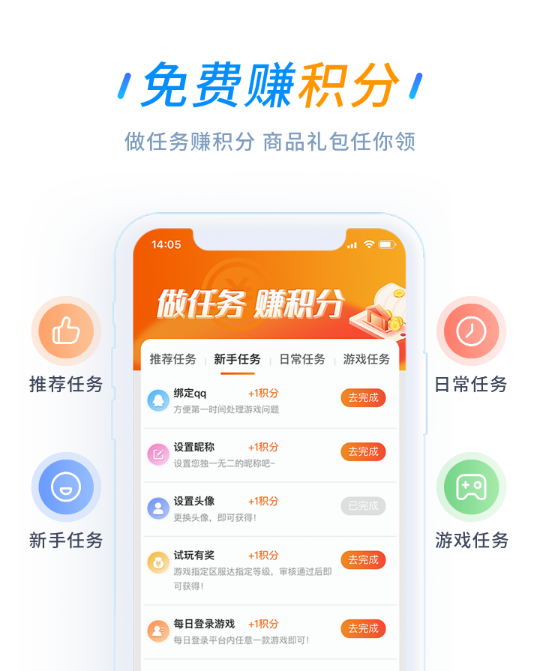 免费赚积分
做任务赚积分 商品礼包任你领
14:05
做任务 赚积分
推荐任务 新手任务 日常任务 游戏任务
绑定qq +1积分
方便第一时间处理游戏问题
去完成
设置昵称 +1积分
设置您独一无二的昵称吧~
去完成
设置头像 +1积分
更换头像，即可获得！
已完成
试玩有奖 +1积分
游戏指定区服达指定等级，审核通过后即
可获得！
去完成
每日登录游戏 +1积分
每日登录平台内任意一款游戏即可！
去完成
推荐任务
新手任务
日常任务
游戏任务